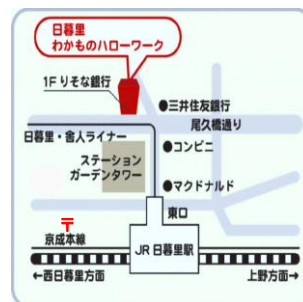 日暮里
わかものハローワーク
1Fりそな銀行
●三井住友銀行
尾久橋通り
日暮里・舎人ライナー
●コンビニ
ステーション
ガーデンタワー
●マクドナルド
東口
〒
京成本線
JR 日暮里駅
←西日暮里方面
上野方面→